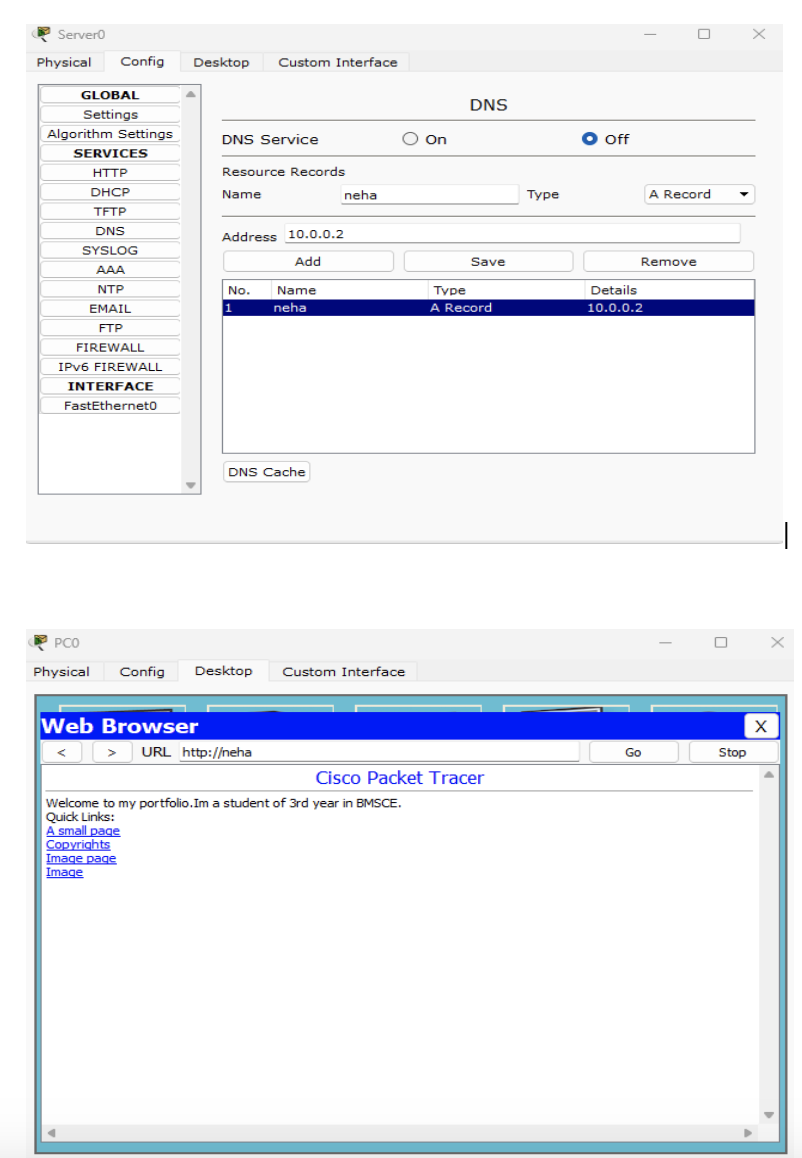 Server0
Physical Config Desktop Custom Interface
GLOBAL
Settings
Algorithm Settings
SERVICES
HTTP
DHCP
TFTP
DNS
SYSLOG
AAA
NTP
EMAIL
FTP
FIREWALL
IPv6 FIREWALL
INTERFACE
FastEthernet0
DNS
DNS Service On Off
Resource Records
Name neha Type A Record
Address 10.0.0.2
Add Save Remove
No. Name Type Details
1 neha A Record 10.0.0.2
DNS Cache
PC0
Physical Config Desktop Custom Interface
Web Browser X
< > URL http://neha Go Stop
Cisco Packet Tracer
Welcome to my portfolio.Im a student of 3rd year in BMSCE.
Quick Links:
A small page
Copyrights
Image page
Image